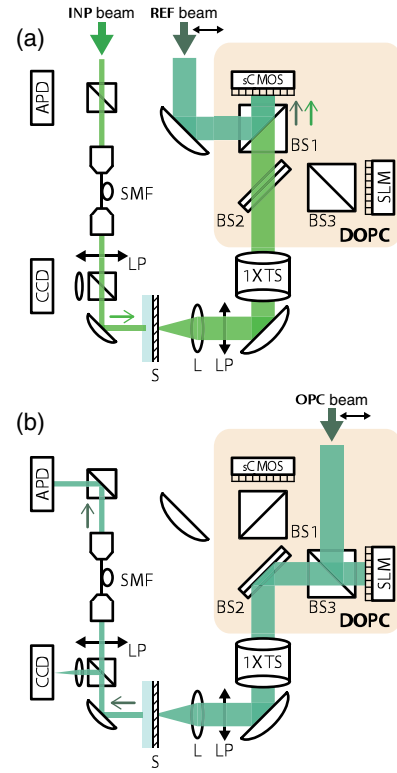 INP beam REF beam
(a)
APD
sCMOS
BS1
SMF
BS2
BS3
SLM
DOPC
LP
CCD
1XTS
S
L
LP
OPC beam
(b)
APD
sCMOS
BS1
SMF
BS2
BS3
SLM
DOPC
LP
CCD
1XTS
S
L
LP